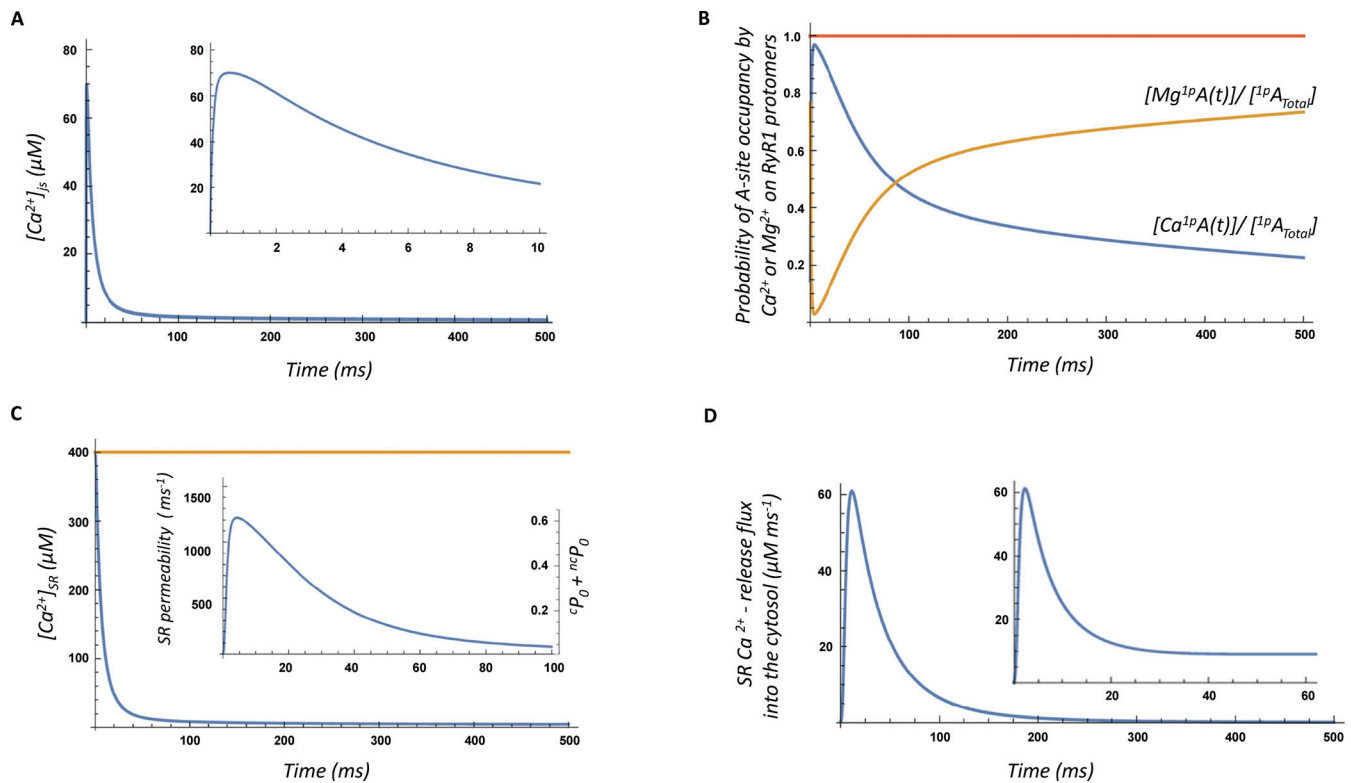 A
[Ca²⁺]js (µM)
80
60
40
20
100 200 300 400 500
Time (ms)
80
60
40
20
2 4 6 8 10
B
Probability of A-site occupancy by
Ca²⁺ or Mg²⁺ on RyR1 protomers
1.0
0.8
0.6
0.4
0.2
[Mg¹ᵖA(t)]/ [¹ᵖA_Total]
[Ca¹ᵖA(t)]/ [¹ᵖA_Total]
100 200 300 400 500
Time (ms)
C
[Ca²⁺]SR (µM)
400
300
200
100
100 200 300 400 500
Time (ms)
SR permeability (ms⁻¹)
1500
1000
500
20 40 60 80 100
0.6
0.4
0.2
ᶜP₀ + ⁿᶜP₀
D
SR Ca ²⁺ - release flux
into the cytosol (µM ms⁻¹)
60
40
20
100 200 300 400 500
Time (ms)
60
40
20
20 40 60